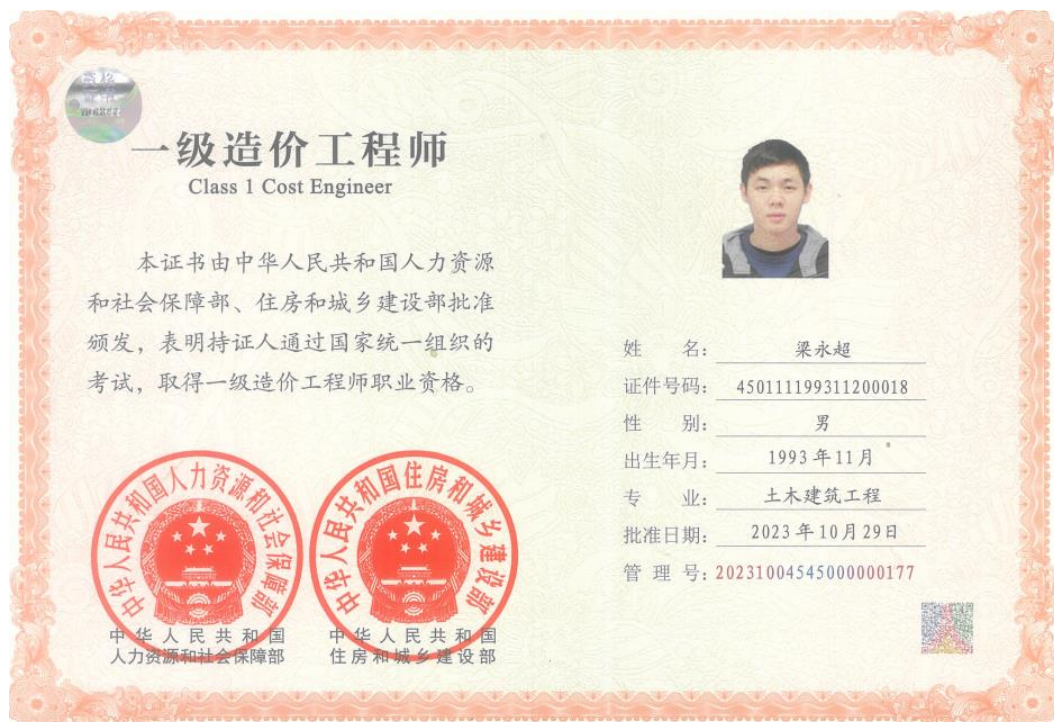 一级造价工程师
Class 1 Cost Engineer
本证书由中华人民共和国人力资源
和社会保障部、住房和城乡建设部批准
颁发，表明持证人通过国家统一组织的
考试，取得一级造价工程师职业资格。
中华人民共和国人力资源和社会保障部
中华人民共和国住房和城乡建设部
中华人民共和国
人力资源和社会保障部
中华人民共和国
住房和城乡建设部
姓 名： 梁永超
证件号码： 450111199311200018
性 别： 男
出生年月： 1993年11月
专 业： 土木建筑工程
批准日期： 2023年10月29日
管 理 号：20231004545000000177